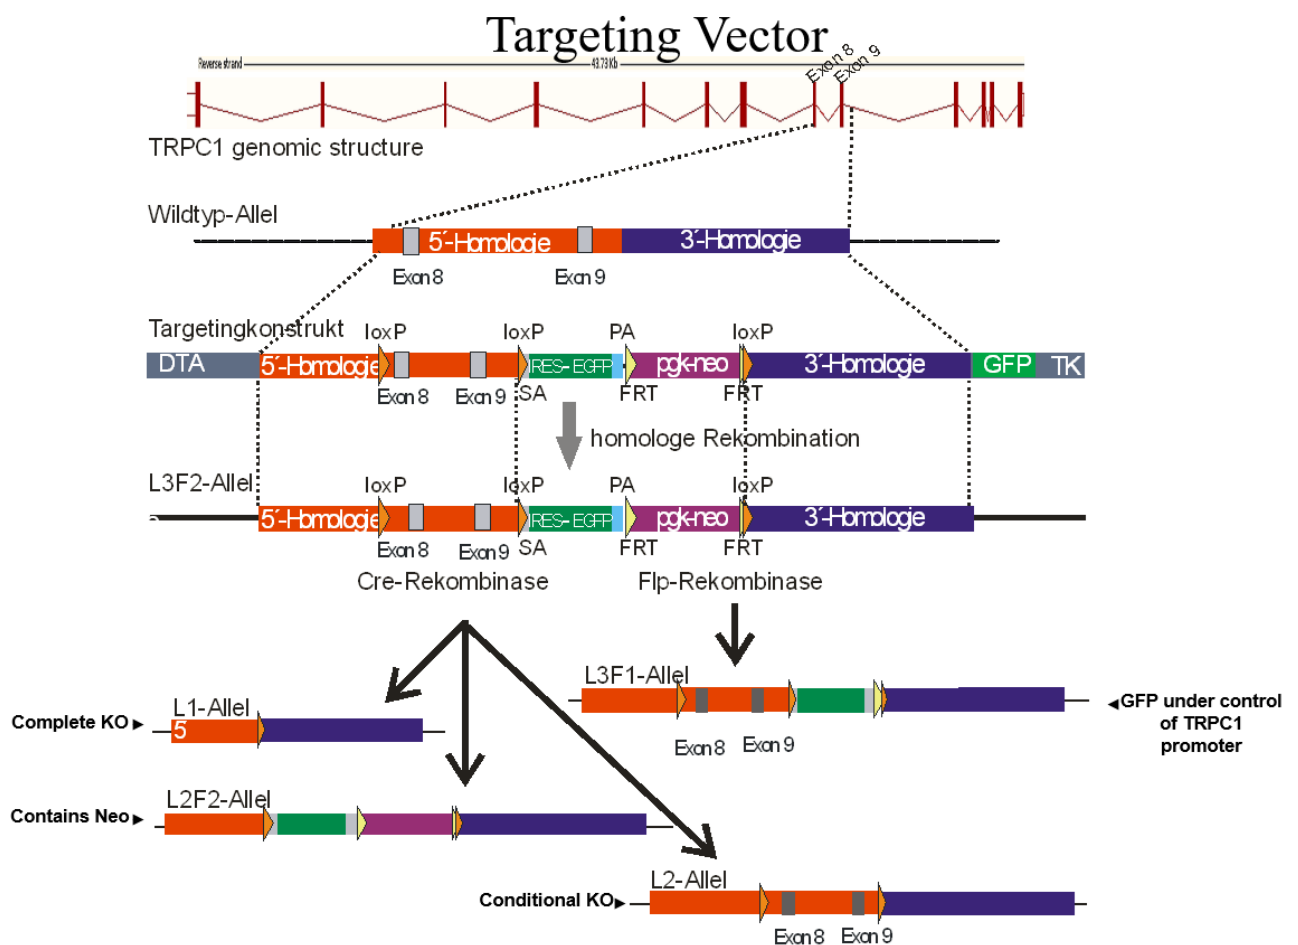 Targeting Vector
Reverse strand
43.73 Kb
Exon 8
Exon 9
TRPC1 genomic structure
Wildtyp-Allel
5´-Homologie
3´-Homologie
Exon 8
Exon 9
Targetingkonstrukt
loxP
loxP
PA
loxP
DTA
5´-Homologie
RES- EGFP
pgk-neo
3´-Homologie
GFP
TK
Exon 8
Exon 9
SA
FRT
FRT
homologe Rekombination
L3F2-Allel
loxP
loxP
PA
loxP
5´-Homologie
RES- EGFP
pgk-neo
3´-Homologie
Exon 8
Exon 9
SA
FRT
FRT
Cre-Rekombinase
Flp-Rekombinase
L3F1-Allel
GFP under control
of TRPC1
promoter
Exon 8
Exon 9
L1-Allel
Complete KO
5
L2F2-Allel
Contains Neo
L2-Allel
Conditional KO
Exon 8
Exon 9